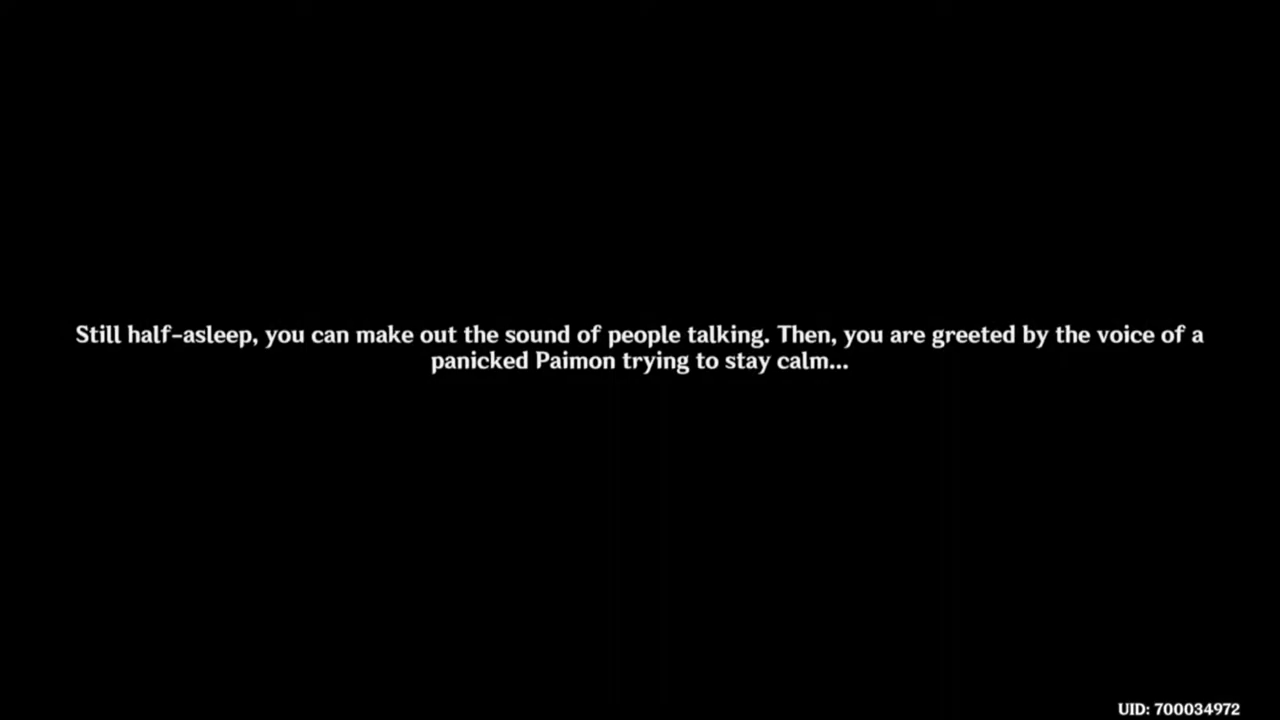 Still half-asleep, you can make out the sound of people talking. Then, you are greeted by the voice of a
panicked Paimon trying to stay calm...
UID: 700034972